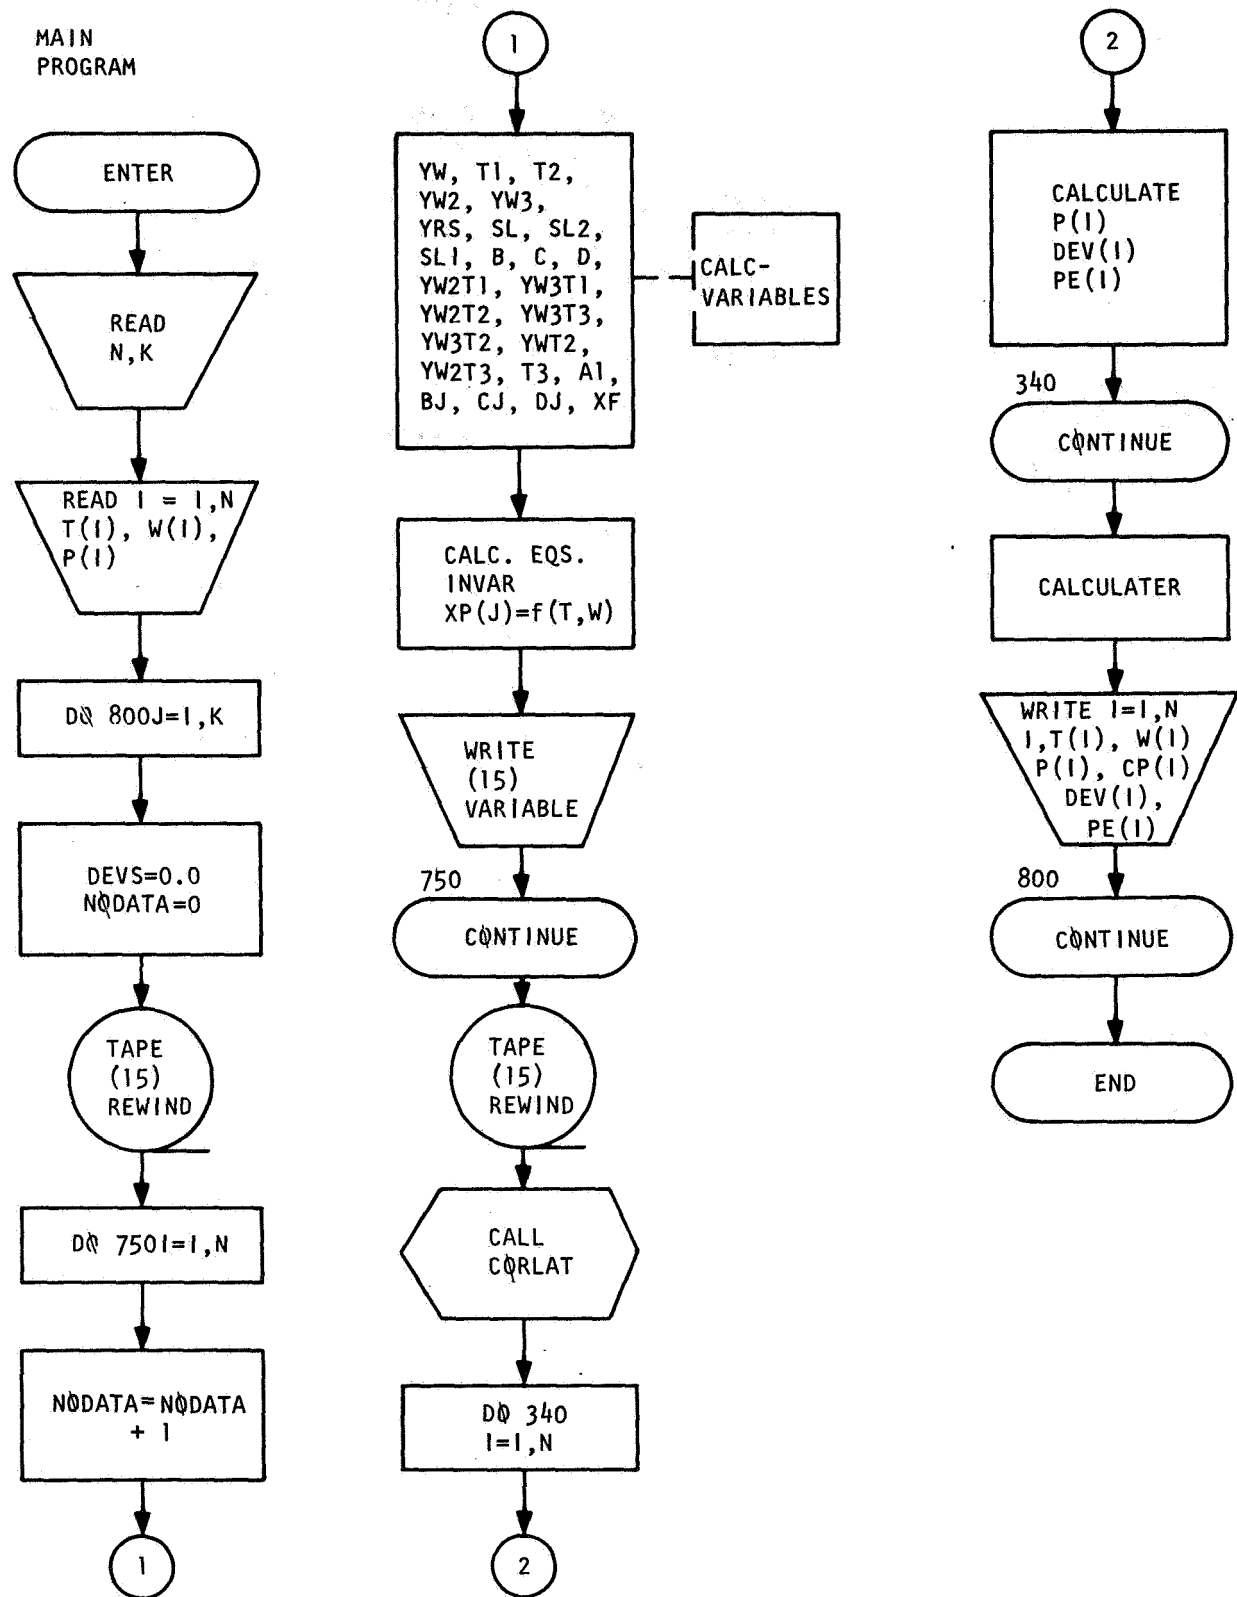 MAIN
PROGRAM
ENTER
READ
N,K
READ I = 1,N
T(I), W(I),
P(I)
DØ 800J=1,K
DEVS=0.0
NØDATA=0
TAPE
(15)
REWIND
DØ 750I=1,N
NØDATA=NØDATA
+ 1
1
1
YW, T1, T2,
YW2, YW3,
YRS, SL, SL2,
SL1, B, C, D,
YW2T1, YW3T1,
YW2T2, YW3T3,
YW3T2, YWT2,
YW2T3, T3, A1,
BJ, CJ, DJ, XF
CALC-
VARIABLES
CALC. EQS.
INVAR
XP(J)=f(T,W)
WRITE
(15)
VARIABLE
750
CØNTINUE
TAPE
(15)
REWIND
CALL
CØRLAT
DØ 340
I=1,N
2
2
CALCULATE
P(I)
DEV(I)
PE(I)
340
CØNTINUE
CALCULATER
WRITE I=1,N
I,T(I), W(I)
P(I), CP(I)
DEV(I),
PE(I)
800
CØNTINUE
END